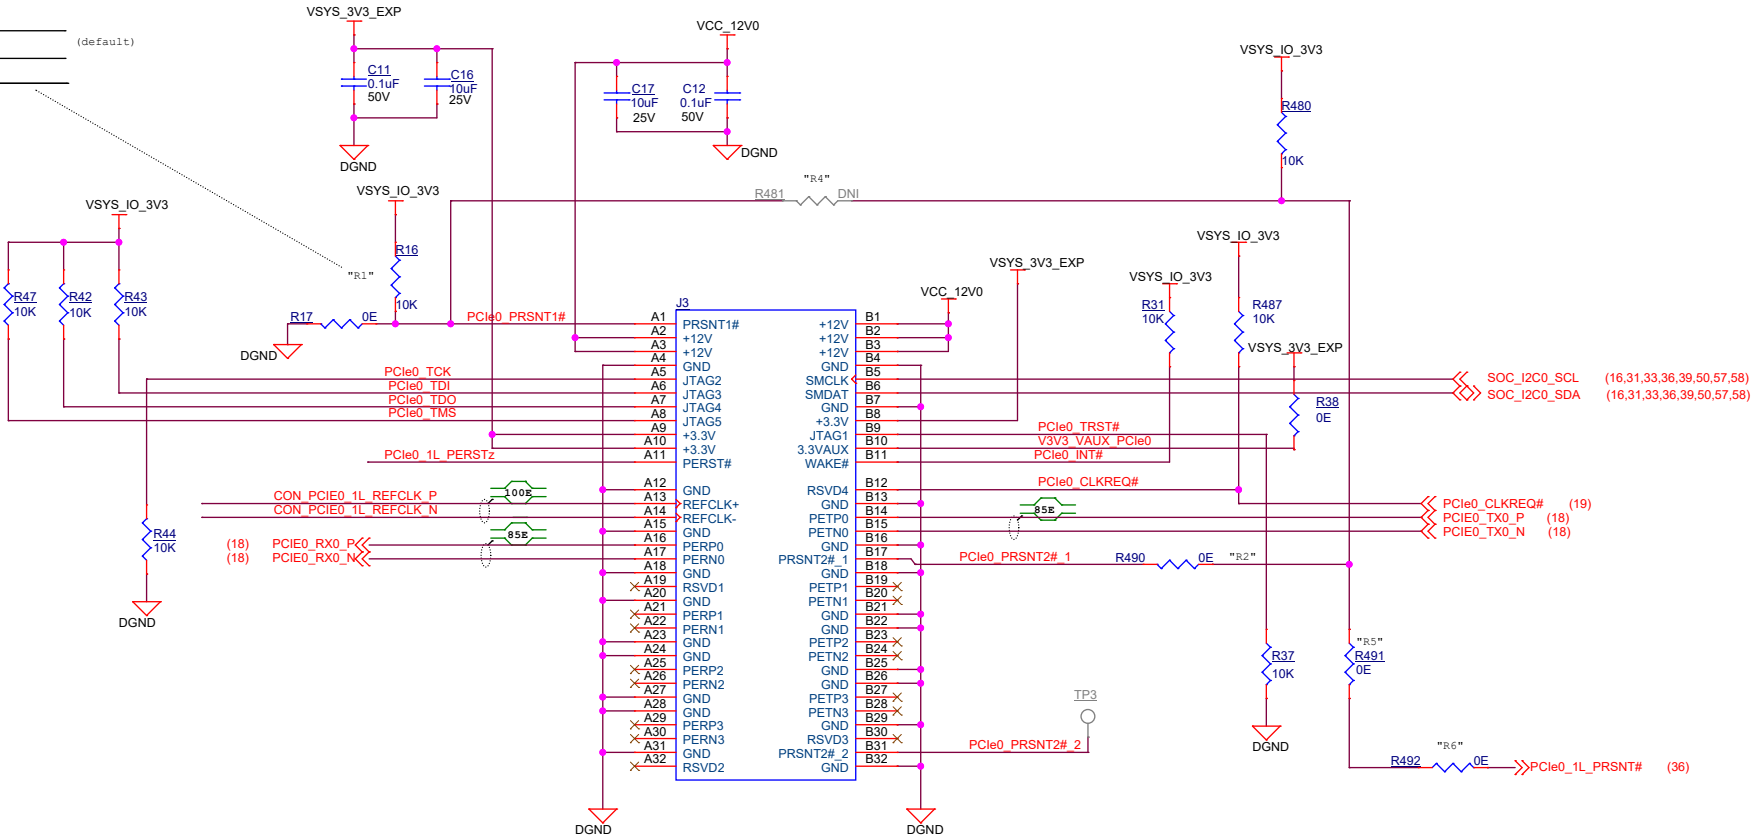 VSYS_3V3_EXP
VCC_12V0
(default)
VSYS_IO_3V3
C11
0.1uF
50V
C16
10uF
25V
C17
10uF
25V
C12
0.1uF
50V
R480
10K
DGND
DGND
"R4"
R481
DNI
VSYS_IO_3V3
VSYS_IO_3V3
VSYS_IO_3V3
R16
10K
"R1"
VSYS_3V3_EXP
VSYS_IO_3V3
VCC_12V0
R47
10K
R42
10K
R43
10K
R17
0E
DGND
PCIe0_PRSNT1#
J3
R31
10K
R487
10K
VSYS_3V3_EXP
A1 PRSNT1# +12V B1
A2 +12V +12V B2
A3 +12V +12V B3
A4 GND GND B4
PCIe0_TCK A5 JTAG2 SMCLK B5 SOC_I2C0_SCL (16,31,33,36,39,50,57,58)
PCIe0_TDI A6 JTAG3 SMDAT B6 SOC_I2C0_SDA (16,31,33,36,39,50,57,58)
PCIe0_TDO A7 JTAG4 GND B7
PCIe0_TMS A8 JTAG5 +3.3V B8
R38
0E
A9 +3.3V JTAG1 B9 PCIe0_TRST#
A10 +3.3V 3.3VAUX B10 V3V3_VAUX_PCIe0
PCIe0_1L_PERSTz A11 PERST# WAKE# B11 PCIe0_INT#
A12 GND RSVD4 B12 PCIe0_CLKREQ#
CON_PCIE0_1L_REFCLK_P 100E A13 REFCLK+ GND B13 PCIe0_CLKREQ# (19)
CON_PCIE0_1L_REFCLK_N A14 REFCLK- PETP0 B14 85E PCIE0_TX0_P (18)
A15 GND PETN0 B15 PCIE0_TX0_N (18)
R44
10K
85E
(18) PCIE0_RX0_P A16 PERP0 GND B16
(18) PCIE0_RX0_N A17 PERN0 PRSNT2#_1 B17 PCIe0_PRSNT2#_1 R490 0E "R2"
A18 GND GND B18
A19 RSVD1 PETP1 B19
A20 GND PETN1 B20
DGND
A21 PERP1 GND B21
A22 PERN1 GND B22
A23 GND PETP2 B23
A24 GND PETN2 B24
A25 PERP2 GND B25
A26 PERN2 GND B26
A27 GND PETP3 B27
A28 GND PETN3 B28
A29 PERP3 GND B29
A30 PERN3 RSVD3 B30
A31 GND PRSNT2#_2 B31 PCIe0_PRSNT2#_2
A32 RSVD2 GND B32
R37
10K
"R5"
R491
0E
TP3
DGND
"R6"
R492
0E
PCIe0_1L_PRSNT# (36)
DGND
DGND